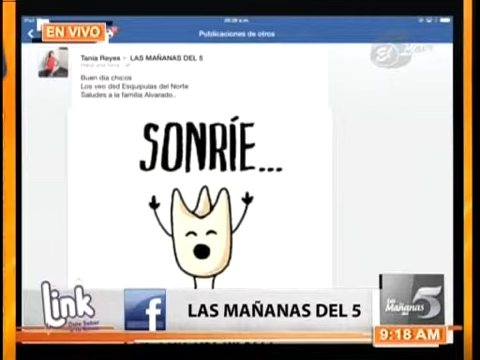 EN VIVO
Publicaciones de otros
Tania Reyes ▸ LAS MAÑANAS DEL 5
Buen dia chicos
Los veo dsd Esquipulas del Norte
Saludes a la familia Alvarado..
SONRÍE...
Link
LAS MAÑANAS DEL 5
Las Mañanas del 5
9:18 AM